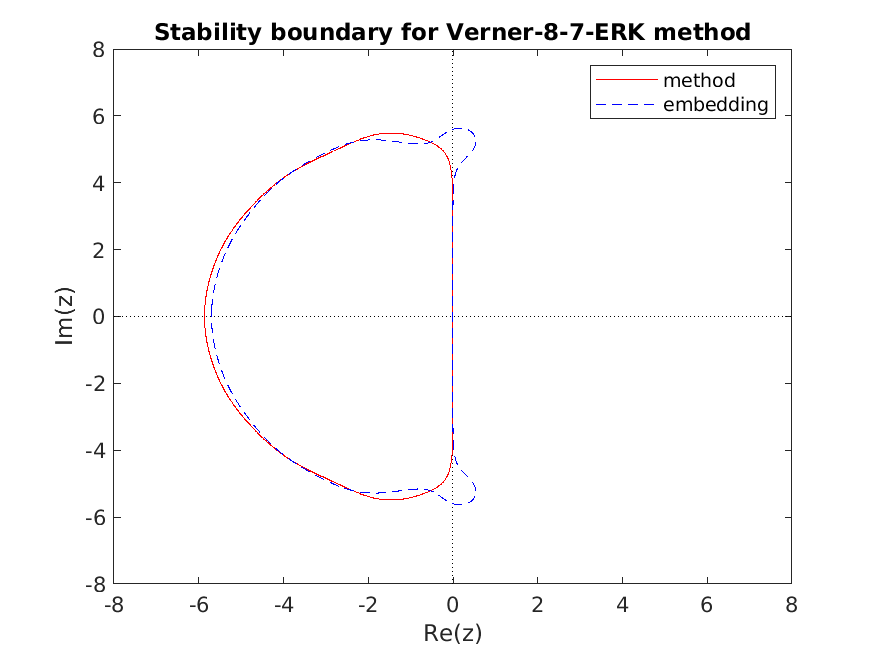 Stability boundary for Verner-8-7-ERK method
method
embedding
8
6
4
2
0
-2
-4
-6
-8
Im(z)
-8 -6 -4 -2 0 2 4 6 8
Re(z)